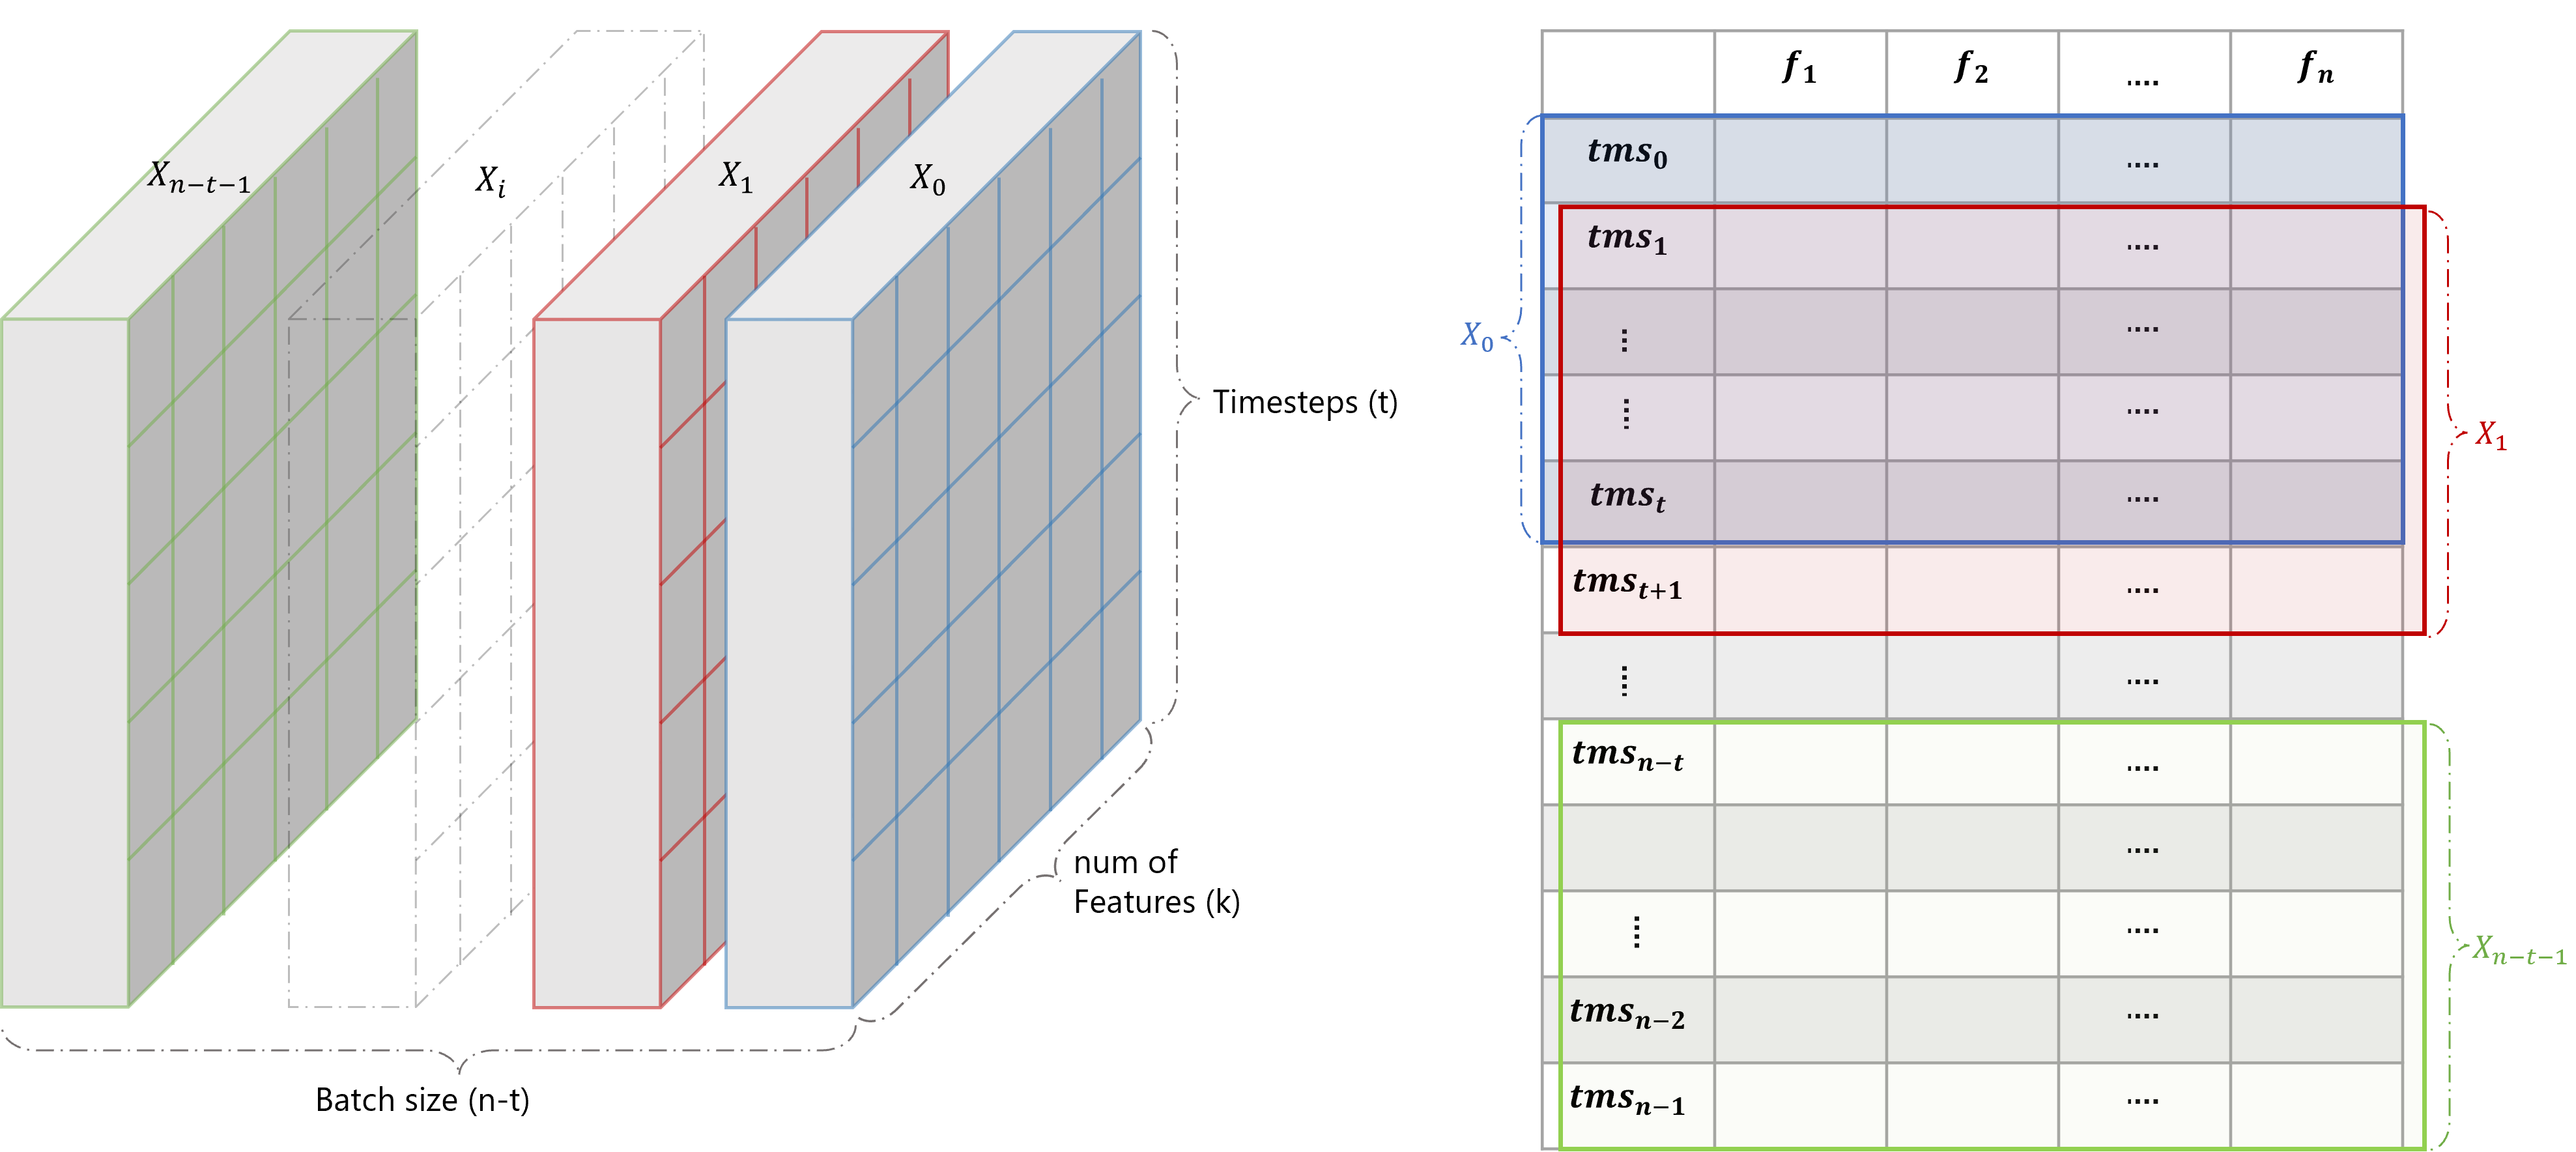 X_{n-t-1}
X_i
X_1
X_0
Timesteps (t)
num of
Features (k)
Batch size (n-t)
f_1 f_2 .... f_n
tms_0 ....
tms_1 ....
⋮ ....
⋮ ....
tms_t ....
tms_{t+1} ....
⋮ ....
tms_{n-t} ....
....
⋮ ....
tms_{n-2} ....
tms_{n-1} ....
X_0
X_1
X_{n-t-1}